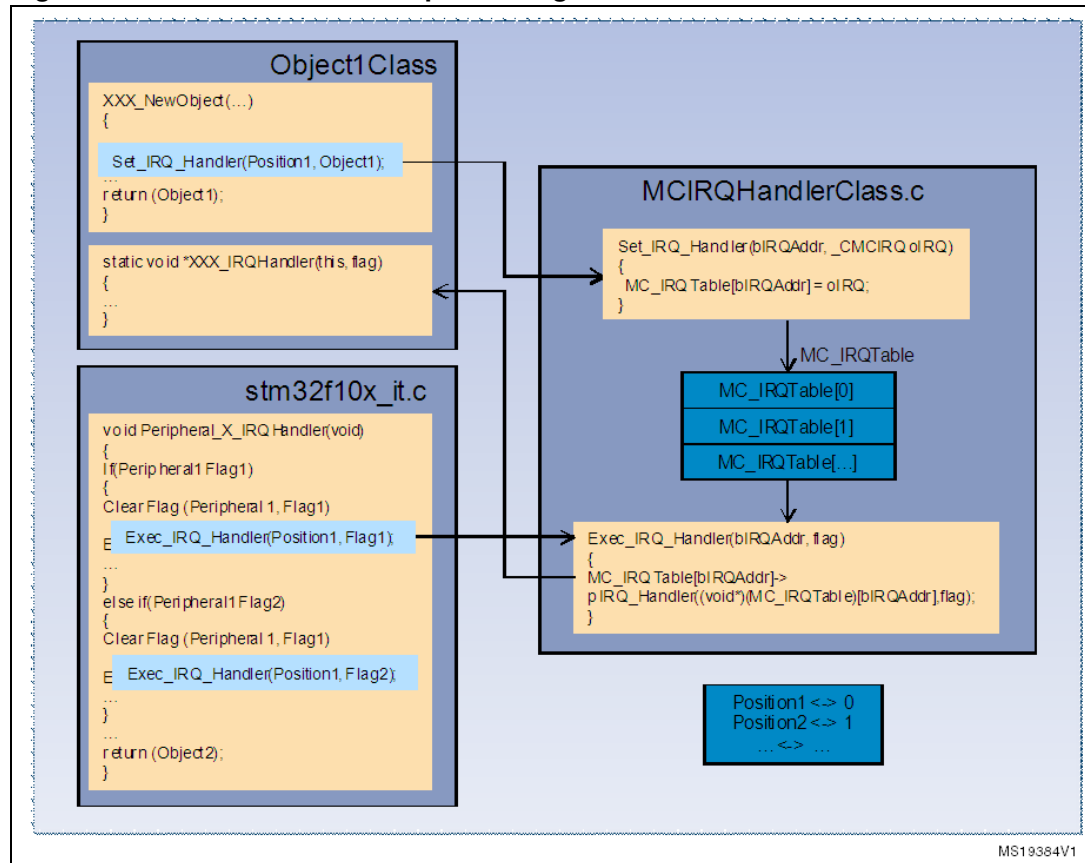 Object1Class
XXX_NewObject(…)
{
Set_IRQ_Handler(Position1, Object1);
…
return (Object1);
}
static void *XXX_IRQHandler(this, flag)
{
…
}
stm32f10x_it.c
void Peripheral_X_IRQHandler(void)
{
If(Peripheral1 Flag1)
{
Clear Flag (Peripheral 1, Flag1)
E
Exec_IRQ_Handler(Position1, Flag1);
…
}
else if(Peripheral1 Flag2)
{
Clear Flag (Peripheral 1, Flag1)
E
Exec_IRQ_Handler(Position1, Flag2);
…
}
…
return (Object2);
}
MCIRQHandlerClass.c
Set_IRQ_Handler(bIRQAddr, _CMCIRQ oIRQ)
{
MC_IRQTable[bIRQAddr] = oIRQ;
}
MC_IRQTable
MC_IRQTable[0]
MC_IRQTable[1]
MC_IRQTable[…]
Exec_IRQ_Handler(bIRQAddr, flag)
{
MC_IRQTable[bIRQAddr]->
pIRQ_Handler((void*)(MC_IRQTable)[bIRQAddr],flag);
}
Position1 <-> 0
Position2 <-> 1
… <-> …
MS19384V1